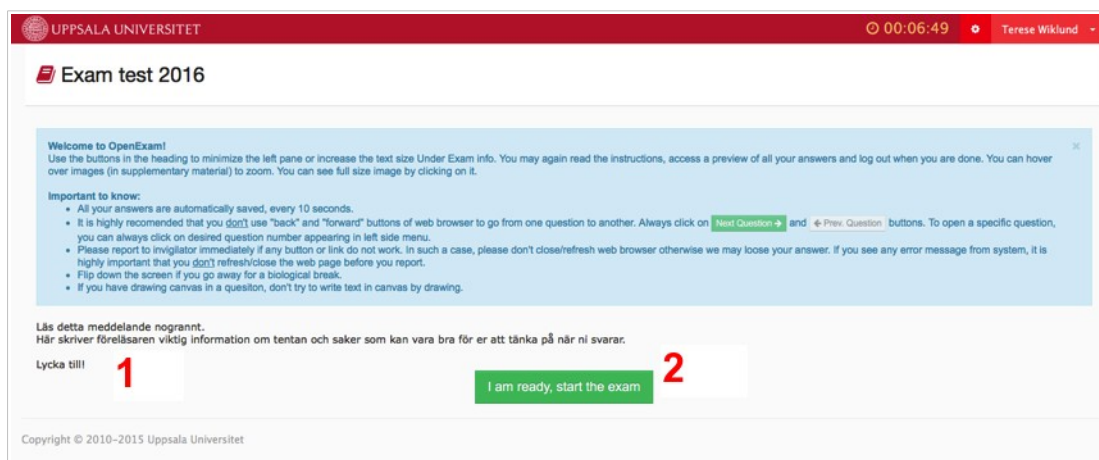 UPPSALA UNIVERSITET
00:06:49
Terese Wiklund
Exam test 2016
Welcome to OpenExam!
Use the buttons in the heading to minimize the left pane or increase the text size Under Exam info. You may again read the instructions, access a preview of all your answers and log out when you are done. You can hover
over images (in supplementary material) to zoom. You can see full size image by clicking on it.
Important to know:
• All your answers are automatically saved, every 10 seconds.
• It is highly recomended that you don't use "back" and "forward" buttons of web browser to go from one question to another. Always click on Next Question → and ← Prev. Question buttons. To open a specific question,
you can always click on desired question number appearing in left side menu.
• Please report to invigilator immediately if any button or link do not work. In such a case, please don't close/refresh web browser otherwise we may loose your answer. If you see any error message from system, it is
highly important that you don't refresh/close the web page before you report.
• Flip down the screen if you go away for a biological break.
• If you have drawing canvas in a quesiton, don't try to write text in canvas by drawing.
Läs detta meddelande nogrannt.
Här skriver föreläsaren viktig information om tentan och saker som kan vara bra för er att tänka på när ni svarar.
Lycka till!
1
I am ready, start the exam
2
Copyright © 2010-2015 Uppsala Universitet